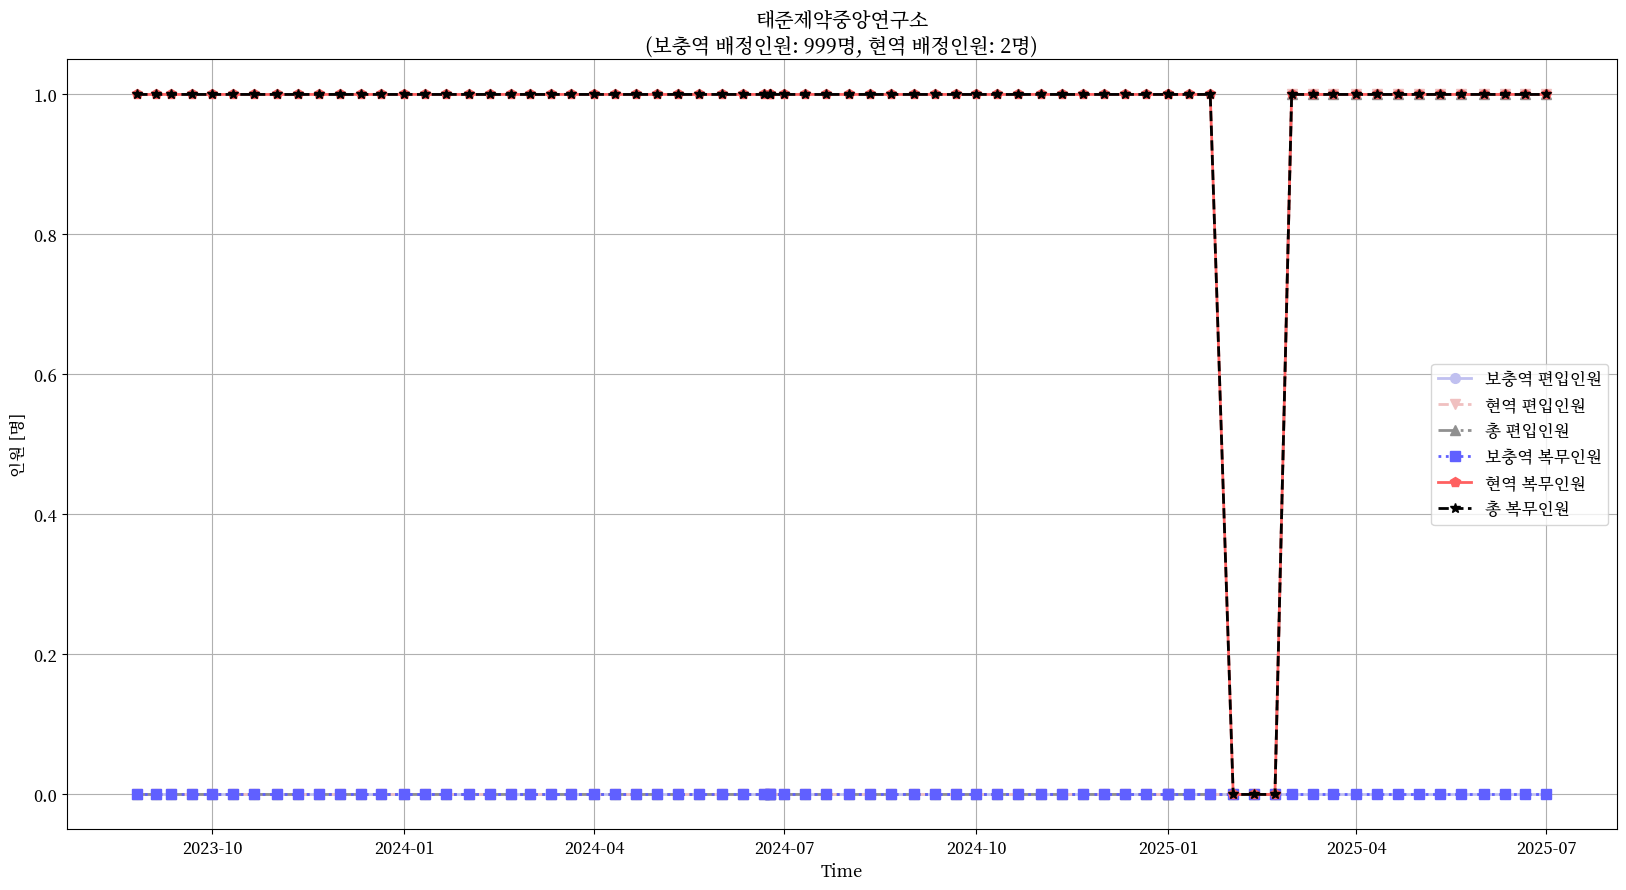 태준제약중앙연구소
(보충역 배정인원: 999명, 현역 배정인원: 2명)
1.0
0.8
0.6
0.4
0.2
0.0
인원 [명]
보충역 편입인원
현역 편입인원
총 편입인원
보충역 복무인원
현역 복무인원
총 복무인원
2023-10
2024-01
2024-04
2024-07
2024-10
2025-01
2025-04
2025-07
Time